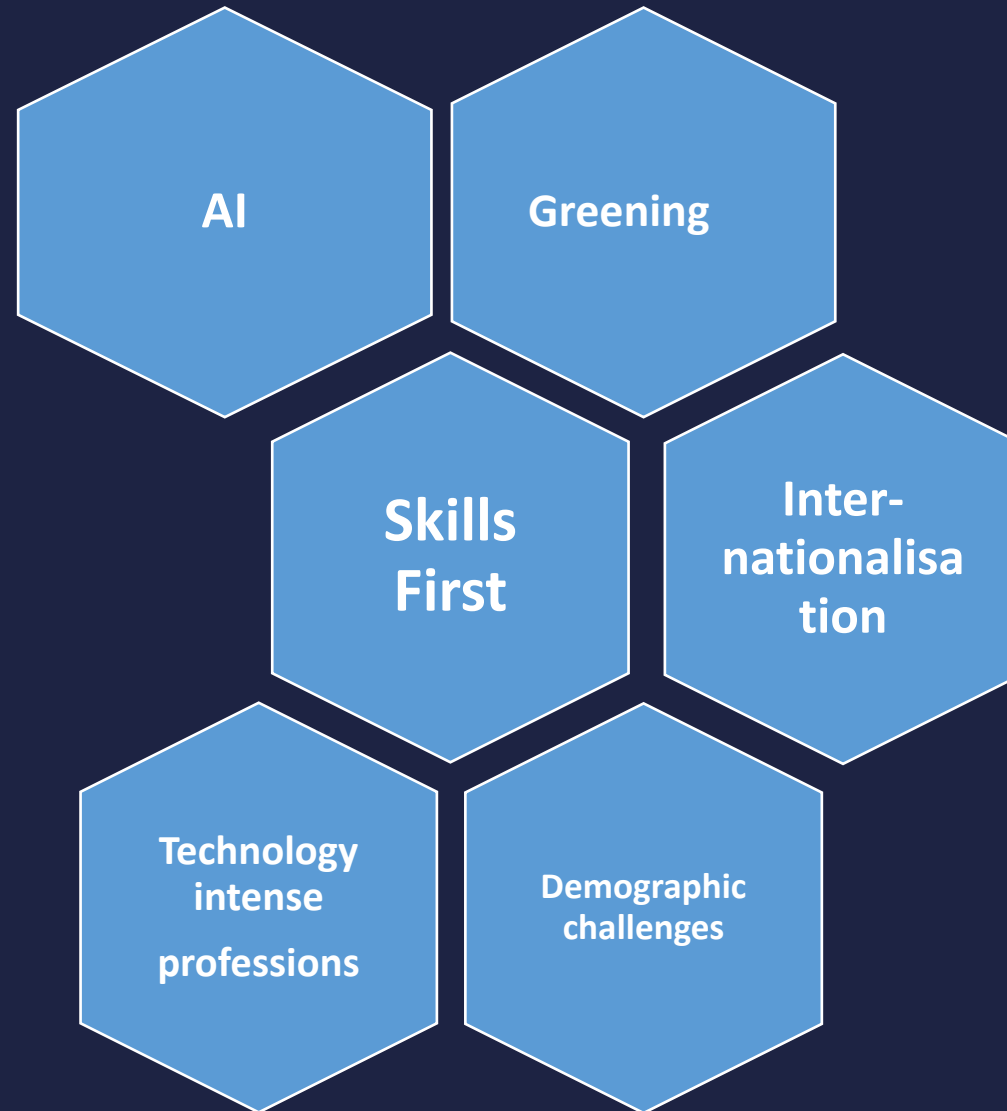 AI
Greening
Skills
First
Inter-
nationalisa
tion
Technology
intense
professions
Demographic
challenges